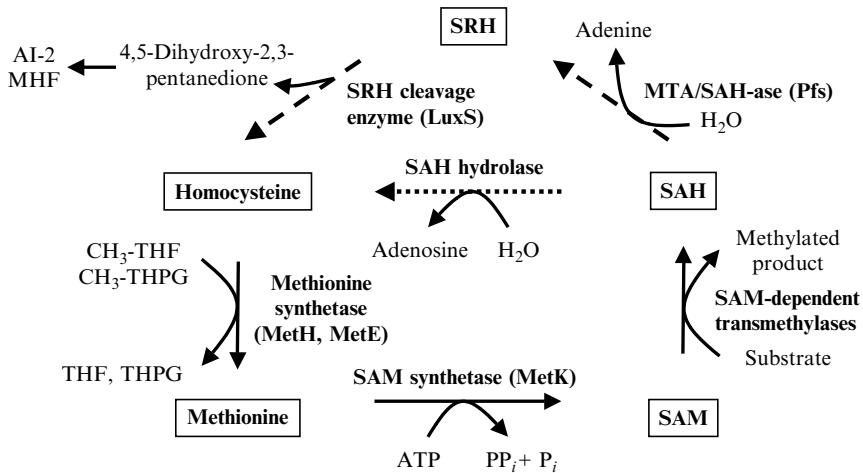 SRH
Adenine
AI-2
MHF
4,5-Dihydroxy-2,3-
pentanedione
SRH cleavage
enzyme (LuxS)
MTA/SAH-ase (Pfs)
H₂O
SAH hydrolase
Homocysteine
SAH
Adenosine
H₂O
CH₃-THF
CH₃-THPG
Methylated
product
Methionine
synthetase
(MetH, MetE)
SAM-dependent
transmethylases
THF, THPG
Substrate
SAM synthetase (MetK)
Methionine
SAM
ATP
PPᵢ + Pᵢ